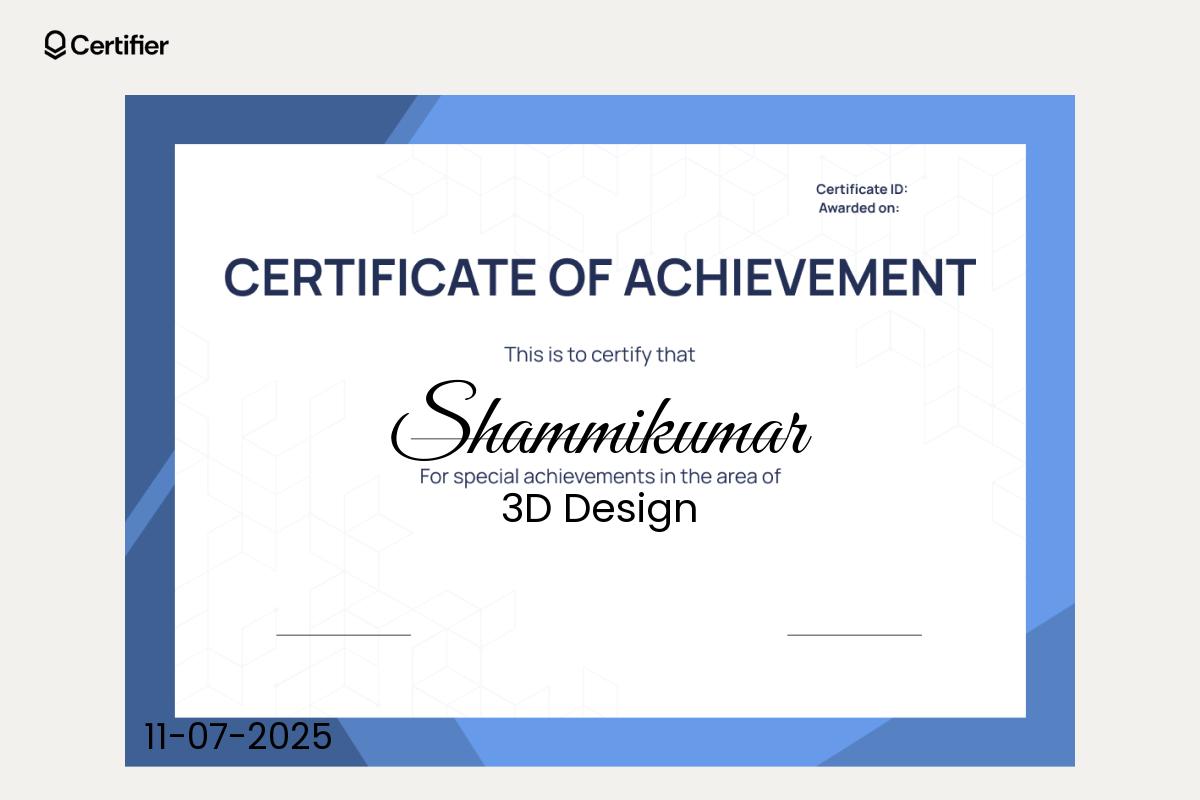 Certifier
Certificate ID:
Awarded on:
CERTIFICATE OF ACHIEVEMENT
This is to certify that
Shammikumar
For special achievements in the area of
3D Design
11-07-2025